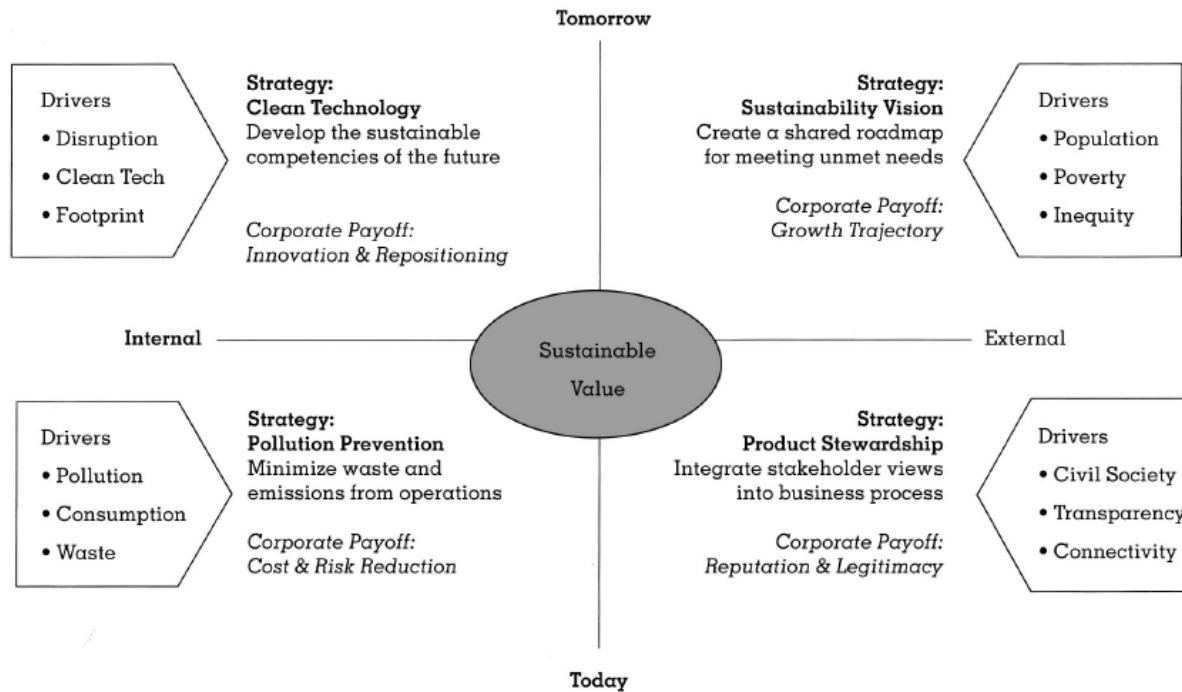 Tomorrow
Drivers
• Disruption
• Clean Tech
• Footprint
Strategy:
Clean Technology
Develop the sustainable
competencies of the future
Corporate Payoff:
Innovation & Repositioning
Strategy:
Sustainability Vision
Create a shared roadmap
for meeting unmet needs
Corporate Payoff:
Growth Trajectory
Drivers
• Population
• Poverty
• Inequity
Internal
Sustainable
Value
External
Drivers
• Pollution
• Consumption
• Waste
Strategy:
Pollution Prevention
Minimize waste and
emissions from operations
Corporate Payoff:
Cost & Risk Reduction
Strategy:
Product Stewardship
Integrate stakeholder views
into business process
Corporate Payoff:
Reputation & Legitimacy
Drivers
• Civil Society
• Transparency
• Connectivity
Today